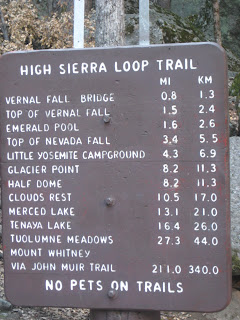 HIGH SIERRA LOOP TRAIL
MI KM
VERNAL FALL BRIDGE 0.8 1.3
TOP OF VERNAL FALL 1.5 2.4
EMERALD POOL 1.6 2.6
TOP OF NEVADA FALL 3.4 5.5
LITTLE YOSEMITE CAMPGROUND 4.3 6.9
GLACIER POINT 8.2 11.3
HALF DOME 8.2 11.3
CLOUDS REST 10.5 17.0
MERCED LAKE 13.1 21.0
TENAYA LAKE 16.4 26.0
TUOLUMNE MEADOWS 27.3 44.0
MOUNT WHITNEY
VIA JOHN MUIR TRAIL 211.0 340.0
NO PETS ON TRAILS